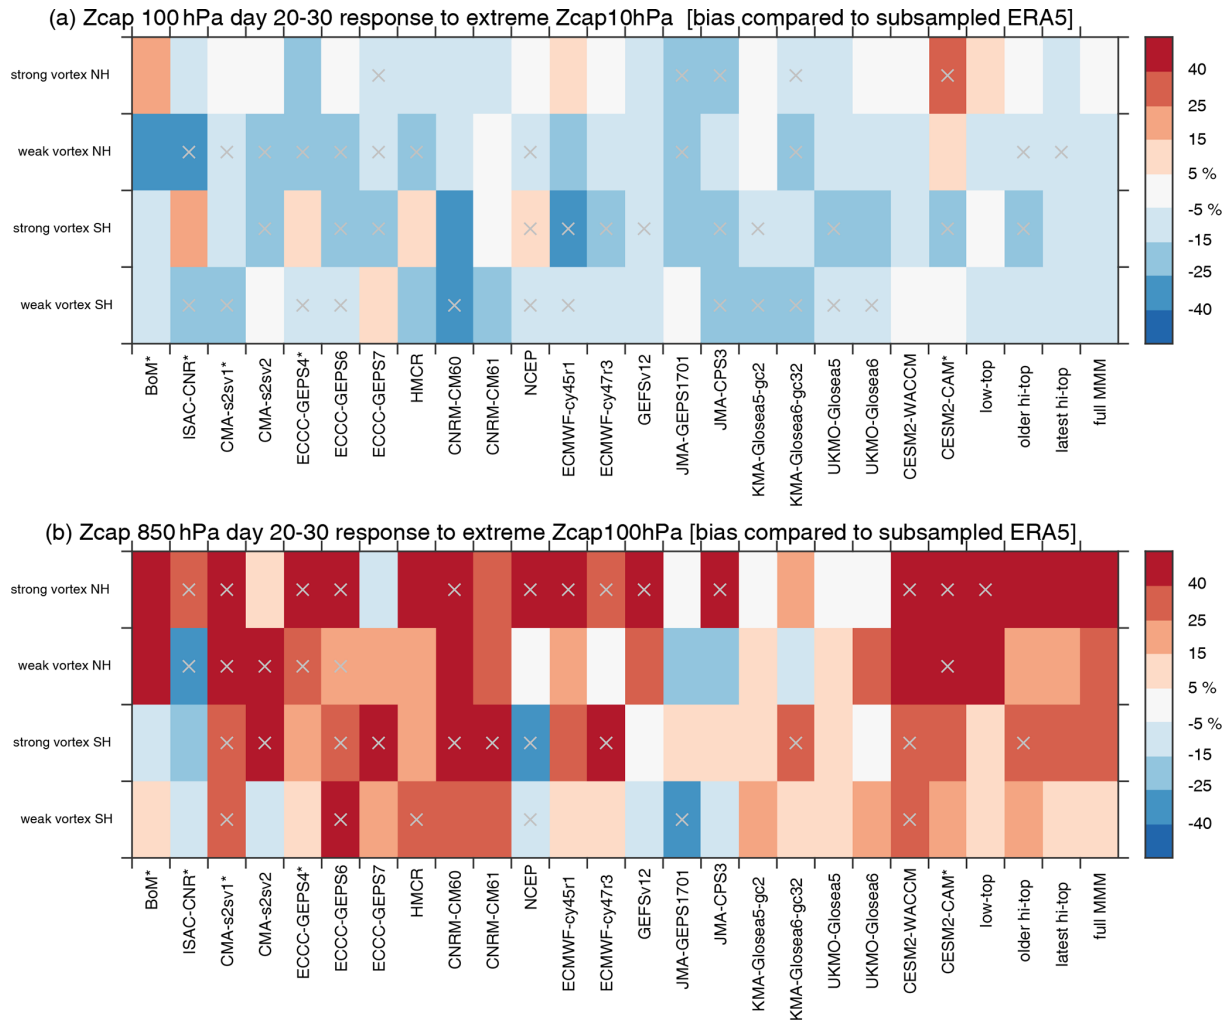 (a) Zcap 100 hPa day 20-30 response to extreme Zcap10hPa [bias compared to subsampled ERA5]
strong vortex NH
weak vortex NH
strong vortex SH
weak vortex SH
40
25
15
5 %
-5 %
-15
-25
-40
BoM*
ISAC-CNR*
CMA-s2sv1*
CMA-s2sv2
ECCC-GEPS4*
ECCC-GEPS6
ECCC-GEPS7
HMCR
CNRM-CM60
CNRM-CM61
NCEP
ECMWF-cy45r1
ECMWF-cy47r3
GEFSv12
JMA-GEPS1701
JMA-CPS3
KMA-Glosea5-gc2
KMA-Glosea6-gc32
UKMO-Glosea5
UKMO-Glosea6
CESM2-WACCM
CESM2-CAM*
low-top
older hi-top
latest hi-top
full MMM
(b) Zcap 850 hPa day 20-30 response to extreme Zcap100hPa [bias compared to subsampled ERA5]
strong vortex NH
weak vortex NH
strong vortex SH
weak vortex SH
40
25
15
5 %
-5 %
-15
-25
-40
BoM*
ISAC-CNR*
CMA-s2sv1*
CMA-s2sv2
ECCC-GEPS4*
ECCC-GEPS6
ECCC-GEPS7
HMCR
CNRM-CM60
CNRM-CM61
NCEP
ECMWF-cy45r1
ECMWF-cy47r3
GEFSv12
JMA-GEPS1701
JMA-CPS3
KMA-Glosea5-gc2
KMA-Glosea6-gc32
UKMO-Glosea5
UKMO-Glosea6
CESM2-WACCM
CESM2-CAM*
low-top
older hi-top
latest hi-top
full MMM